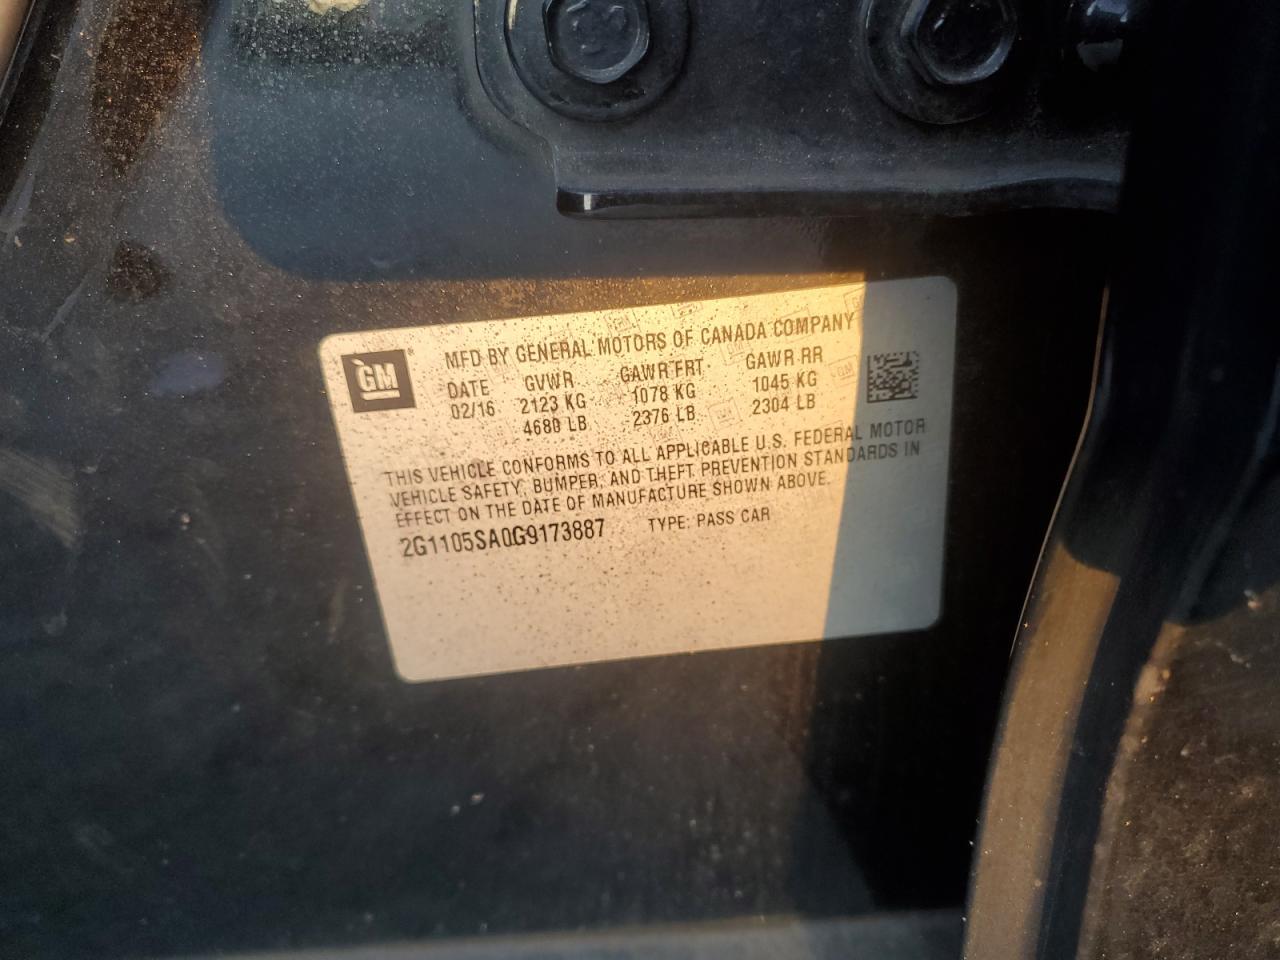 GM
MFD BY GENERAL MOTORS OF CANADA COMPANY
DATE GVWR GAWR FRT GAWR RR
02/16 2123 KG 1078 KG 1045 KG
4680 LB 2376 LB 2304 LB
THIS VEHICLE CONFORMS TO ALL APPLICABLE U.S. FEDERAL MOTOR
VEHICLE SAFETY, BUMPER, AND THEFT PREVENTION STANDARDS IN
EFFECT ON THE DATE OF MANUFACTURE SHOWN ABOVE.
2G1105SA0G9173887 TYPE: PASS CAR